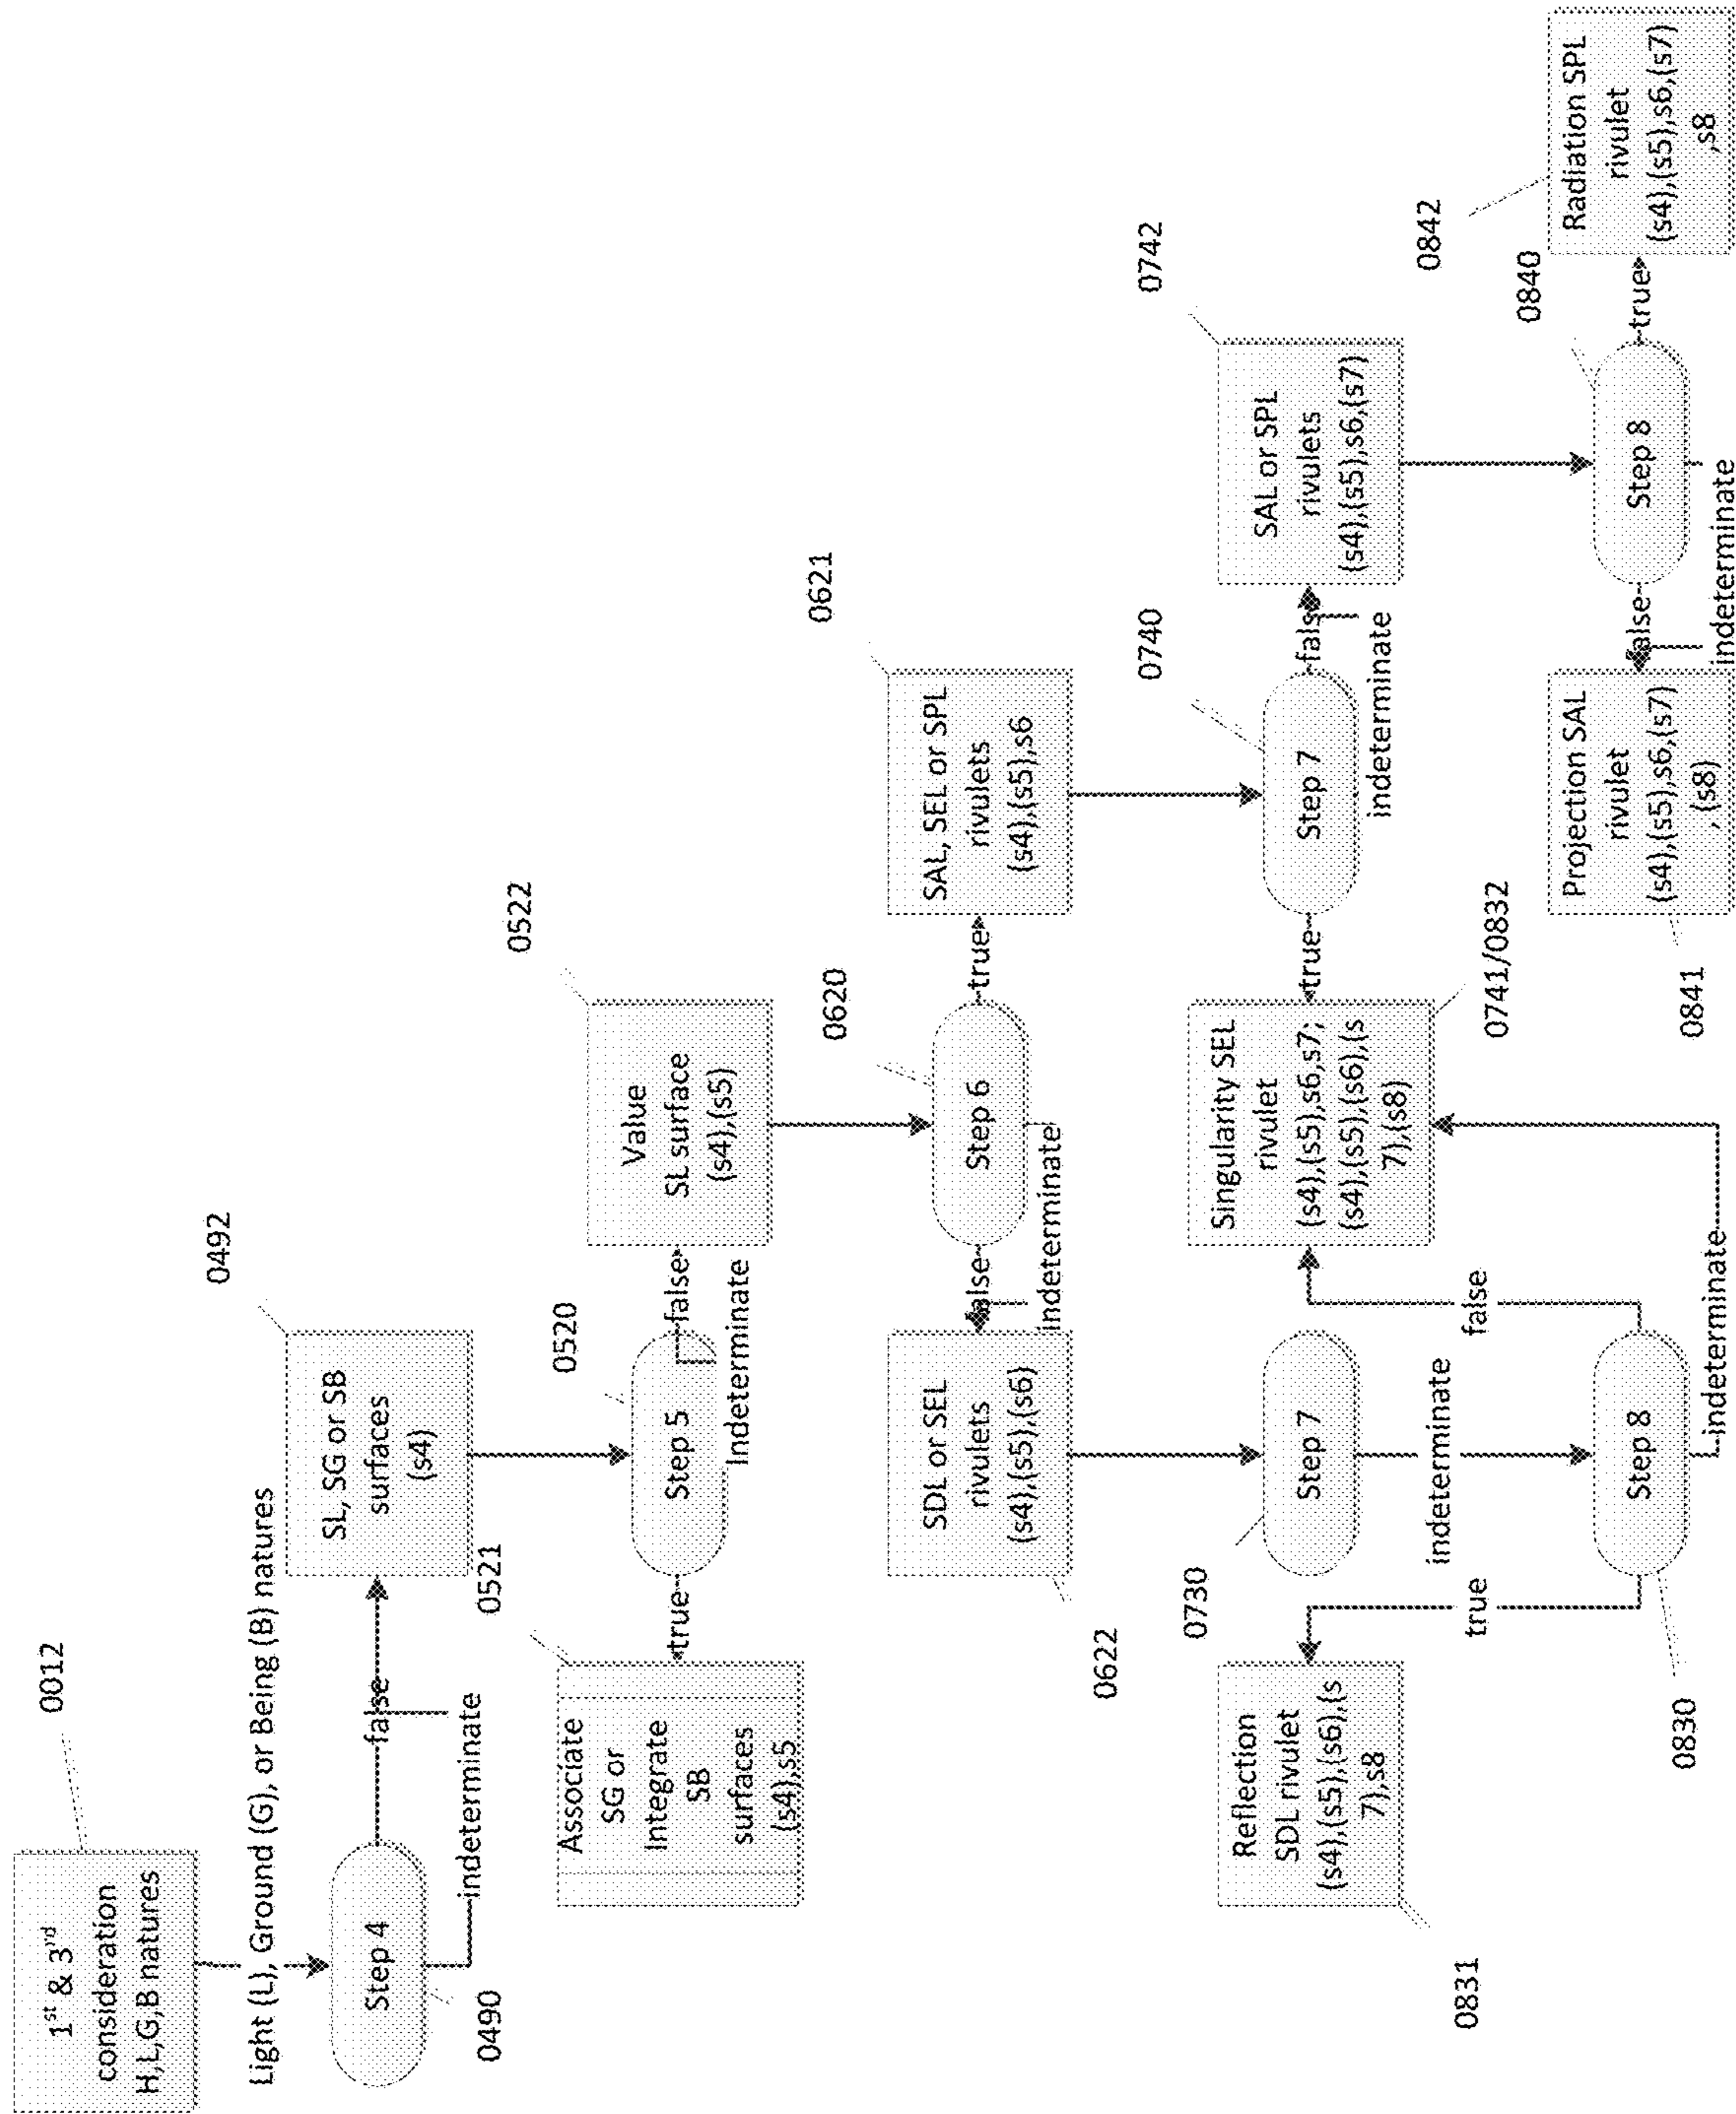 0012
1st & 3rd
consideration
H,L,G,B natures
Light (L), Ground (G), or Being (B) natures
Step 4
0490
false
indeterminate
0492
SL, SG or SB
surfaces
(s4)
0520
Step 5
true
false
Indeterminate
0521
Associate
SG or
Integrate
SB
surfaces
(s4),s5
0522
Value
SL surface
(s4),(s5)
0620
Step 6
false
true
indeterminate
0621
SAL, SEL or SPL
rivulets
(s4),(s5),s6
0622
SDL or SEL
rivulets
(s4),(s5),(s6)
0730
Step 7
indeterminate
0740
Step 7
true
false
indeterminate
0742
SAL or SPL
rivulets
(s4),(s5),s6,(s7)
0831
Reflection
SDL rivulet
(s4),(s5),(s6),(s
7),s8
Singularity SEL
rivulet
(s4),(s5),s6,s7;
(s4),(s5),(s6),(s
7),(s8)
0741/0832
true
false
Step 8
indeterminate
0830
0840
Step 8
false
true
indeterminate
0841
Projection SAL
rivulet
(s4),(s5),s6,(s7)
,(s8)
0842
Radiation SPL
rivulet
(s4),(s5),s6,(s7)
,s8